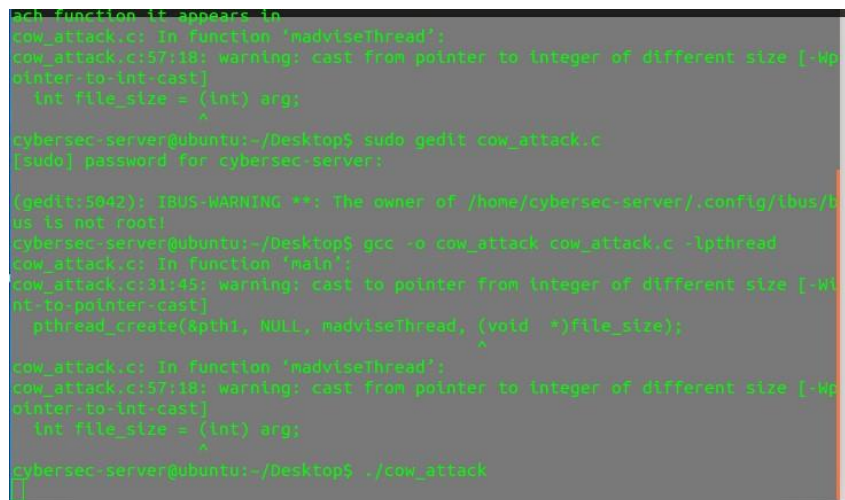 ach function it appears in
cow_attack.c: In function ‘madviseThread’:
cow_attack.c:57:18: warning: cast from pointer to integer of different size [-Wp
ointer-to-int-cast]
  int file_size = (int) arg;
                  ^
cybersec-server@ubuntu:~/Desktop$ sudo gedit cow_attack.c
[sudo] password for cybersec-server:

(gedit:5042): IBUS-WARNING **: The owner of /home/cybersec-server/.config/ibus/b
us is not root!
cybersec-server@ubuntu:~/Desktop$ gcc -o cow_attack cow_attack.c -lpthread
cow_attack.c: In function ‘main’:
cow_attack.c:31:45: warning: cast to pointer from integer of different size [-Wi
nt-to-pointer-cast]
  pthread_create(&pth1, NULL, madviseThread, (void  *)file_size);
                                             ^
cow_attack.c: In function ‘madviseThread’:
cow_attack.c:57:18: warning: cast from pointer to integer of different size [-Wp
ointer-to-int-cast]
  int file_size = (int) arg;
                  ^
cybersec-server@ubuntu:~/Desktop$ ./cow_attack